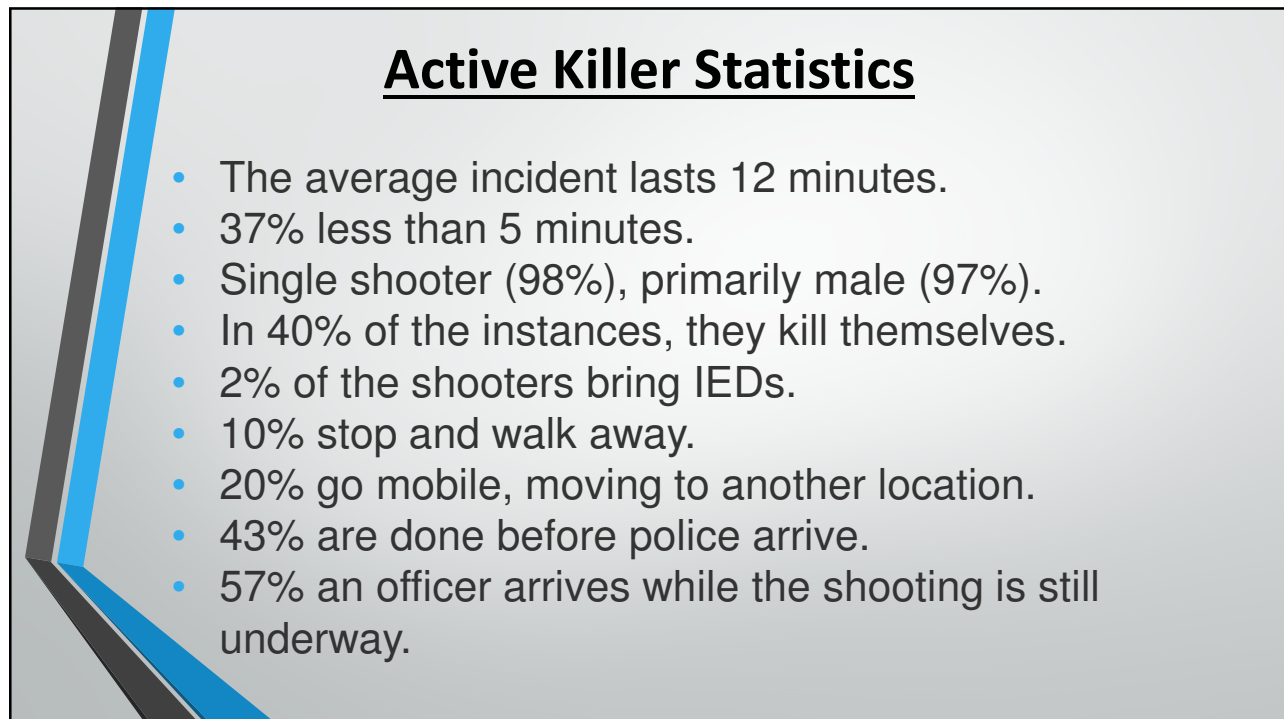 Active Killer Statistics
• The average incident lasts 12 minutes.
• 37% less than 5 minutes.
• Single shooter (98%), primarily male (97%).
• In 40% of the instances, they kill themselves.
• 2% of the shooters bring IEDs.
• 10% stop and walk away.
• 20% go mobile, moving to another location.
• 43% are done before police arrive.
• 57% an officer arrives while the shooting is still
underway.